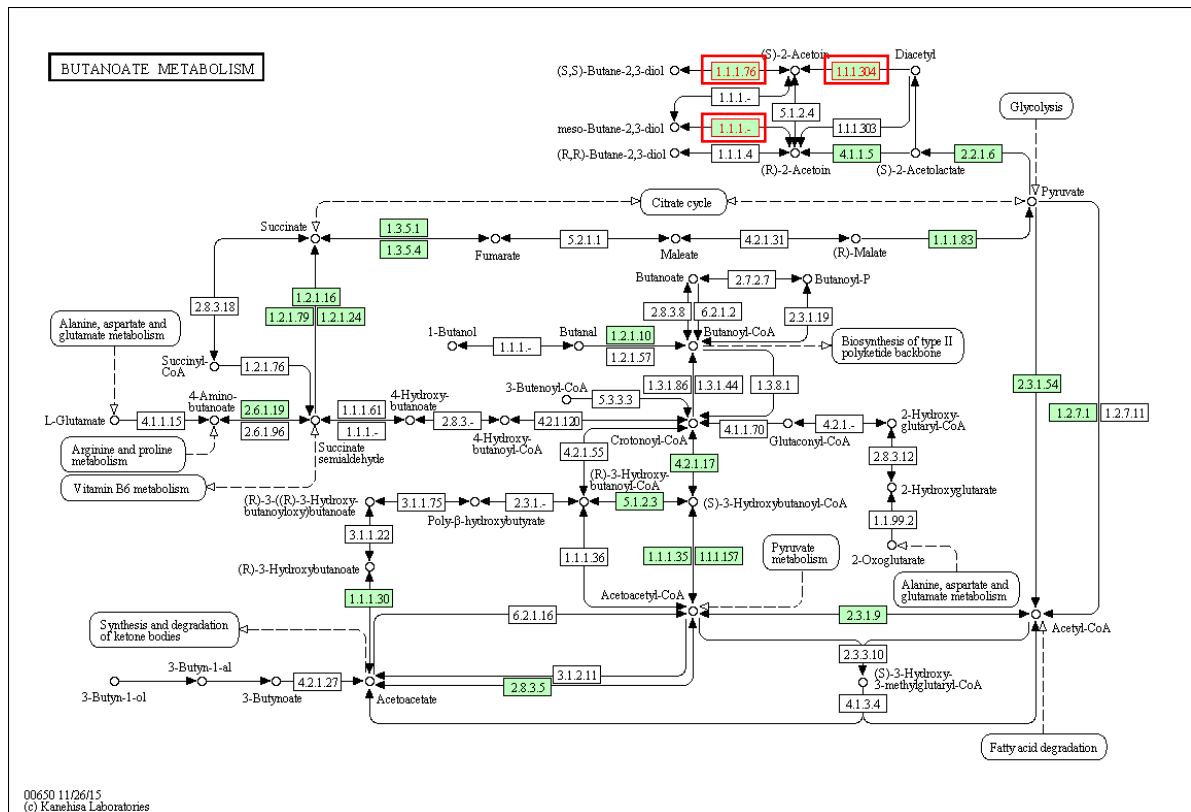 BUTANOATE METABOLISM
(S)-2-Acetoin
Diacetyl
(S,S)-Butane-2,3-diol
1.1.1.76
1.1.1.304
1.1.1.-
5.1.2.4
Glycolysis
meso-Butane-2,3-diol
1.1.1.-
1.1.1.303
(R,R)-Butane-2,3-diol
1.1.1.4
4.1.1.5
2.2.1.6
(R)-2-Acetoin
(S)-2-Acetolactate
Pyruvate
Citrate cycle
Succinate
1.3.5.1
1.3.5.4
Fumarate
5.2.1.1
Maleate
4.2.1.31
(R)-Malate
1.1.1.83
Butanoate
2.7.2.7
Butanoyl-P
2.8.3.18
1.2.1.16
1.2.1.79
1.2.1.24
2.8.3.8
6.2.1.2
2.3.1.19
Alanine, aspartate and
glutamate metabolism
1-Butanol
1.1.1.-
Butanal
1.2.1.10
1.2.1.57
Butanoyl-CoA
Biosynthesis of type II
polyketide backbone
Succinyl-
CoA
1.2.1.76
3-Butenoyl-CoA
5.3.3.3
1.3.1.86
1.3.1.44
1.3.8.1
2.3.1.54
L-Glutamate
4.1.1.15
4-Amino-
butanoate
2.6.1.19
2.6.1.96
1.1.1.61
1.1.1.-
4-Hydroxy-
butanoate
2.8.3.-
4-Hydroxy-
butanoyl-CoA
4.2.1.120
Crotonoyl-CoA
4.1.1.70
Glutaconyl-CoA
4.2.1.-
2-Hydroxy-
glutaryl-CoA
1.2.7.1
1.2.7.11
Arginine and proline
metabolism
Succinate
semialdehyde
Vitamin B6 metabolism
4.2.1.55
4.2.1.17
2.8.3.12
(R)-3-Hydroxy-
butanoyl-CoA
(R)-3-((R)-3-Hydroxy-
butanoyloxy)butanoate
3.1.1.75
Poly-β-hydroxybutyrate
2.3.1.-
5.1.2.3
(S)-3-Hydroxybutanoyl-CoA
2-Hydroxyglutarate
3.1.1.22
1.1.99.2
1.1.1.36
1.1.1.35
1.1.1.157
Pyruvate
metabolism
2-Oxoglutarate
(R)-3-Hydroxybutanoate
1.1.1.30
Acetoacetyl-CoA
Alanine, aspartate and
glutamate metabolism
6.2.1.16
2.3.1.9
Acetyl-CoA
Synthesis and degradation
of ketone bodies
2.3.3.10
3-Butyn-1-ol
3-Butyn-1-al
3-Butynoate
4.2.1.27
Acetoacetate
3.1.2.11
2.8.3.5
(S)-3-Hydroxy-
3-methylglutaryl-CoA
4.1.3.4
Fatty acid degradation
00650 11/26/15
(c) Kanehisa Laboratories